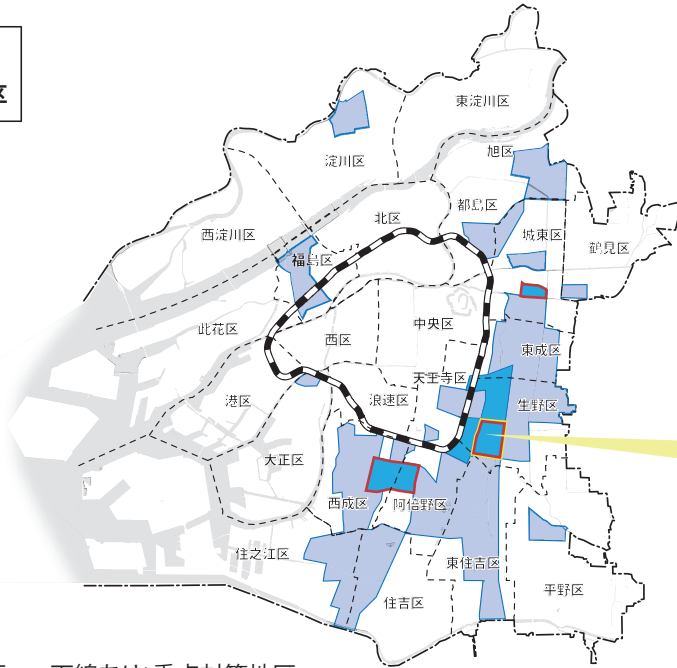 区
東淀川区
淀川区
旭区
都島区
北区
西淀川区
城東区
鶴見区
福島区
此花区
西区
中央区
東成区
天王寺区
港区
浪速区
生野区
大正区
西成区
阿倍野区
住之江区
東住吉区
平野区
住吉区